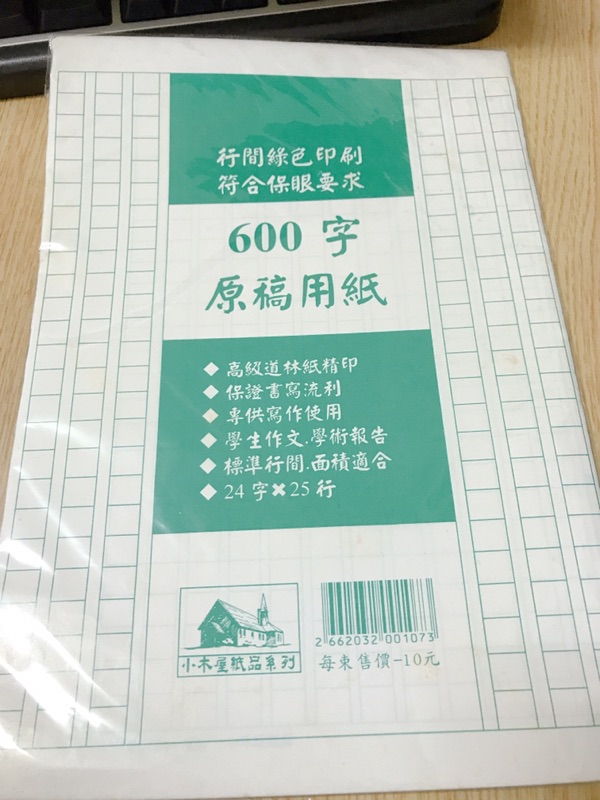 行間綠色印刷
符合保眼要求
600 字
原稿用紙
◆ 高級道林紙精印
◆ 保證書寫流利
◆ 專供寫作使用
◆ 學生作文.學術報告
◆ 標準行間.面積適合
◆ 24 字✖25 行
小木屋紙品系列
2 662032 001073
每束售價-10元